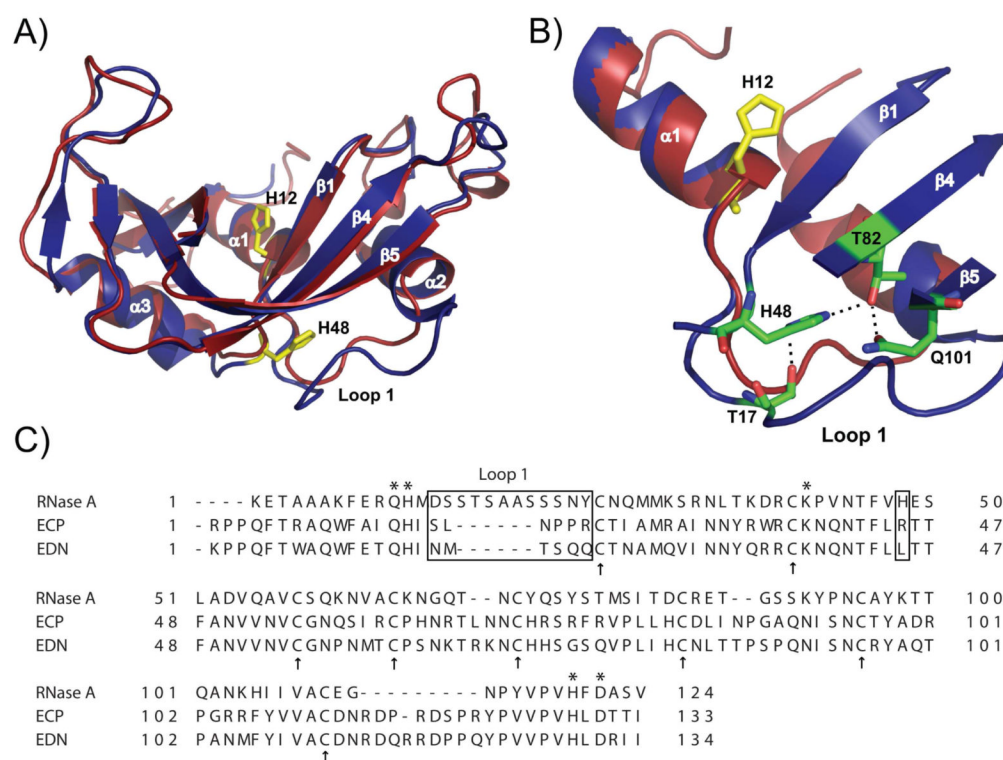 A)
B)
H12
β1
β4
β5
α1
α2
α3
H48
Loop 1
H12
α1
β1
β4
T82
β5
H48
Q101
T17
Loop 1
C)
Loop 1
** *
RNase A 1 ----KETAAAKFERQHMDSSTSAASSSNYCNQMMKSRNLTKDRCKPVNTFVHES 50
ECP 1 RPPQFTRAQWFAIQHISL------NPPRCTIAMRAINNYRWRCKNQNTFLRTT 47
EDN 1 KPPQFTWAQWFETQHINM------TSQQCTNAMQVINNYQRRCKNQNTFLLTT 47
↑ ↑
RNase A 51 LADVQAVCSQKNVACKNGQT--NCYQSYSTMSITDCRET--GSSKYPNCAYKTT 100
ECP 48 FANVVNVCGNQSIRCPHNRTLNNCHRSRFRVPLLHCDLINPGAQNISNCTYADR 101
EDN 48 FANVVNVCGNPNMTCPSNKTRKNCHHSGSQVPLIHCNLTTPSPQNISNCRYAQT 101
↑ ↑ ↑ ↑ ↑
* *
RNase A 101 QANKHIIVACEG---------NPYVPVHFDASV 124
ECP 102 PGRRFYVVACDNRDP-RDSPRYPVVPVHLDTTI 133
EDN 102 PANMFYIVACDNRDQRRDPPQYPVVPVHLDRII 134
↑